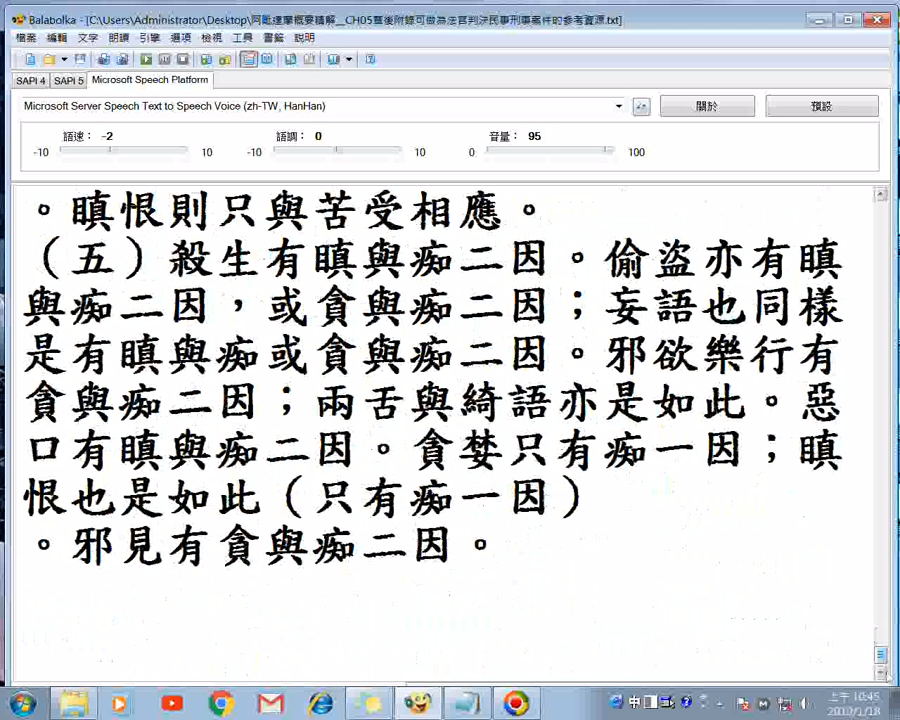 Balabolka - [C:\Users\Administrator\Desktop\阿毗達摩概要精解__CH05舊後附錄可做為法官判決民事刑事案件的參考資源.txt]
檔案 編輯 文字 朗讀 引擎 選項 檢視 工具 書籤 說明
SAPI 4 SAPI 5 Microsoft Speech Platform
Microsoft Server Speech Text to Speech Voice (zh-TW, HanHan) 關於 預設
語速： -2 語調： 0 音量： 95
-10 10 -10 10 0 100
。瞋恨則只與苦受相應。
（五）殺生有瞋與痴二因。偷盜亦有瞋
與痴二因，或貪與痴二因；妄語也同樣
是有瞋與痴或貪與痴二因。邪欲樂行有
貪與痴二因；兩舌與綺語亦是如此。惡
口有瞋與痴二因。貪婪只有痴一因；瞋
恨也是如此（只有痴一因）
。邪見有貪與痴二因。
中
上午 10:45
2019/1/18